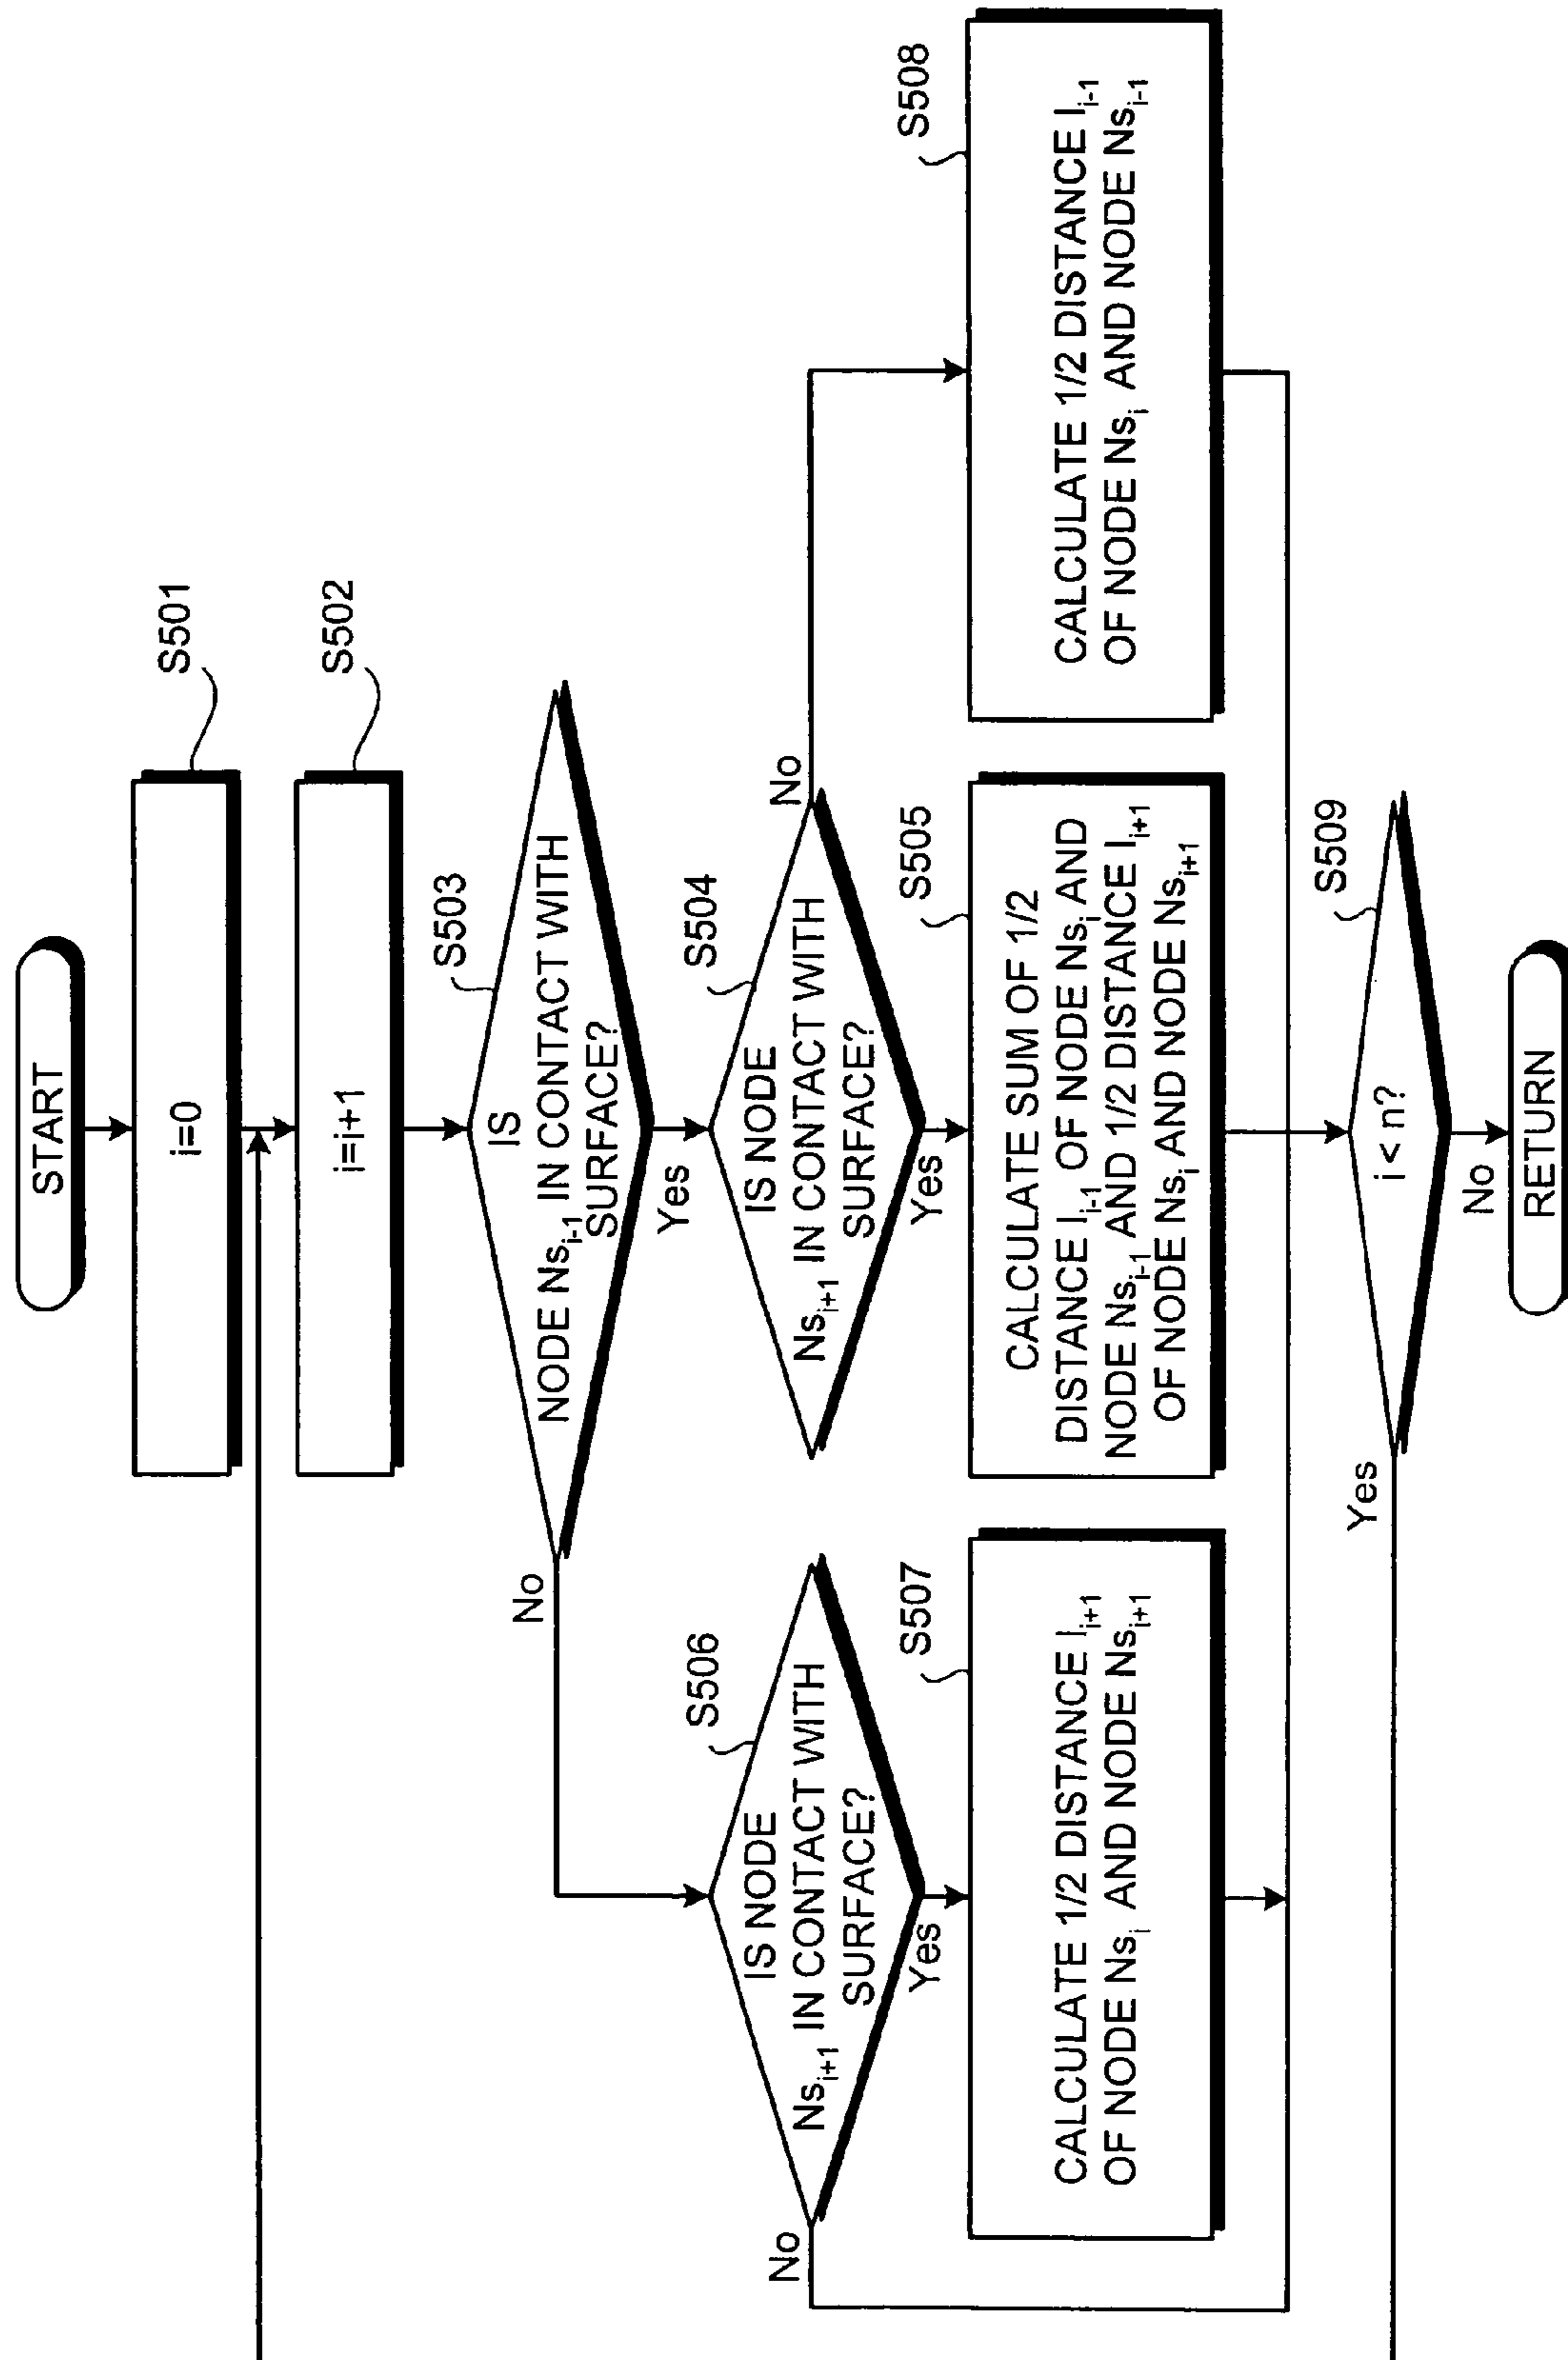 START
S501
i=0
S502
i=i+1
S503
IS
NODE Ns_{i-1} IN CONTACT WITH
SURFACE?
No
Yes
S506
IS NODE
Ns_{i+1} IN CONTACT WITH
SURFACE?
No
Yes
S504
IS NODE
Ns_{i+1} IN CONTACT WITH
SURFACE?
No
Yes
S507
CALCULATE 1/2 DISTANCE l_{i+1}
OF NODE Ns_i AND NODE Ns_{i+1}
S505
CALCULATE SUM OF 1/2
DISTANCE l_{i-1} OF NODE Ns_i AND
NODE Ns_{i-1} AND 1/2 DISTANCE l_{i+1}
OF NODE Ns_i AND NODE Ns_{i+1}
S508
CALCULATE 1/2 DISTANCE l_{i-1}
OF NODE Ns_i AND NODE Ns_{i-1}
S509
i < n?
Yes
No
RETURN